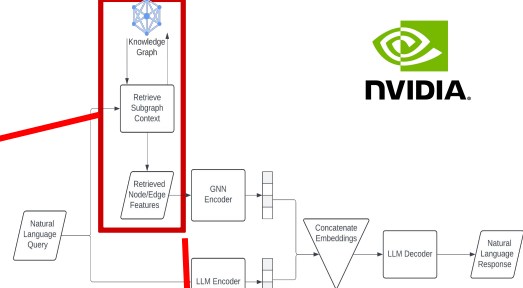 Knowledge
Graph
Retrieve
Subgraph
Context
Retrieved
Node/Edge
Features
GNN
Encoder
Natural
Language
Query
Concatenate
Embeddings
LLM Decoder
Natural
Language
Response
LLM Encoder
NVIDIA.